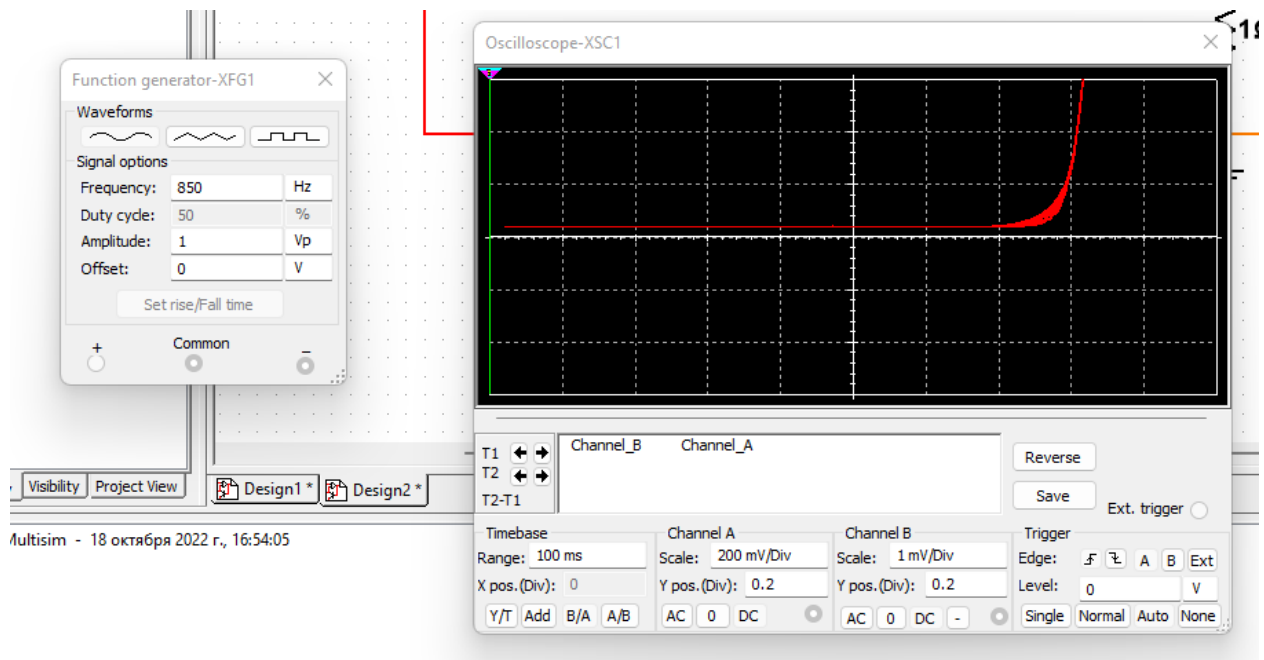 1Ω
Oscilloscope-XSC1
Function generator-XFG1
Waveforms
Signal options
Frequency: 850 Hz
Duty cycle: 50 %
Amplitude: 1 Vp
Offset: 0 V
Set rise/Fall time
+ Common −
Channel_B Channel_A
T1
T2
T2-T1
Reverse
Save
Ext. trigger
Visibility Project View Design1 * Design2 *
Multisim - 18 октября 2022 г., 16:54:05
Timebase Channel A Channel B Trigger
Range: 100 ms Scale: 200 mV/Div Scale: 1 mV/Div Edge: A B Ext
X pos.(Div): 0 Y pos.(Div): 0.2 Y pos.(Div): 0.2 Level: 0 V
Y/T Add B/A A/B AC 0 DC AC 0 DC - Single Normal Auto None